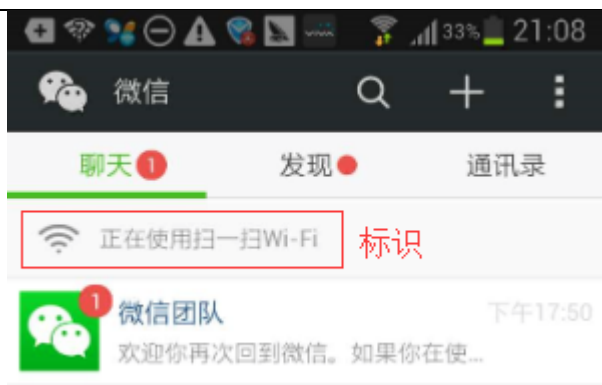 33% 21:08
微信
聊天 1 发现 通讯录
正在使用扫一扫Wi-Fi 标识
1
微信团队 下午17:50
欢迎你再次回到微信。如果你在使...